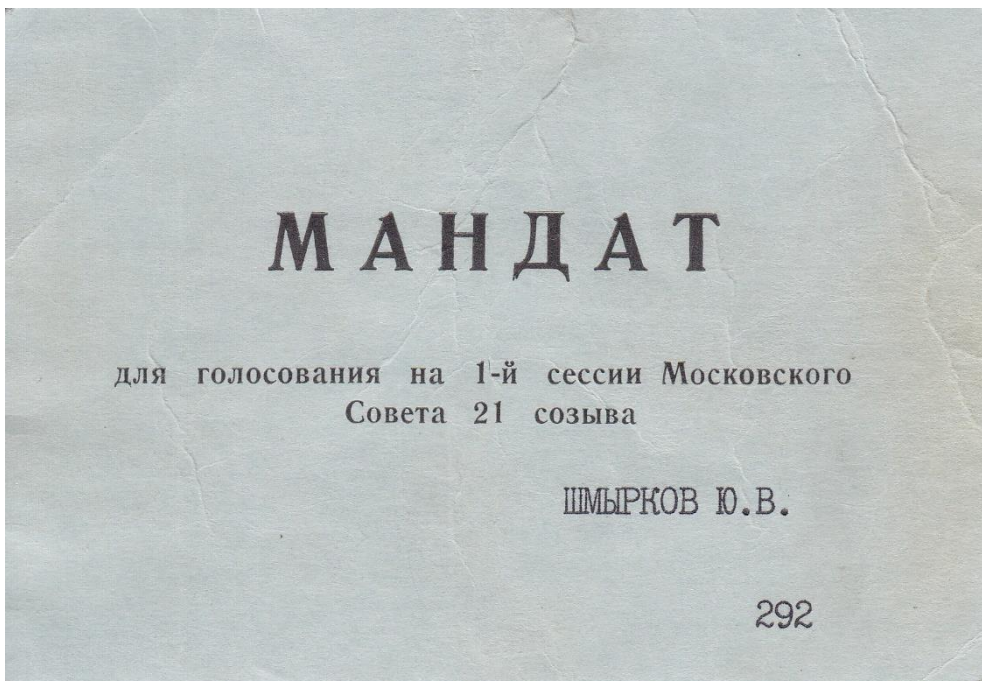 МАНДАТ
для голосования на 1-й сессии Московского
Совета 21 созыва
ШМЫРКОВ Ю.В.
292